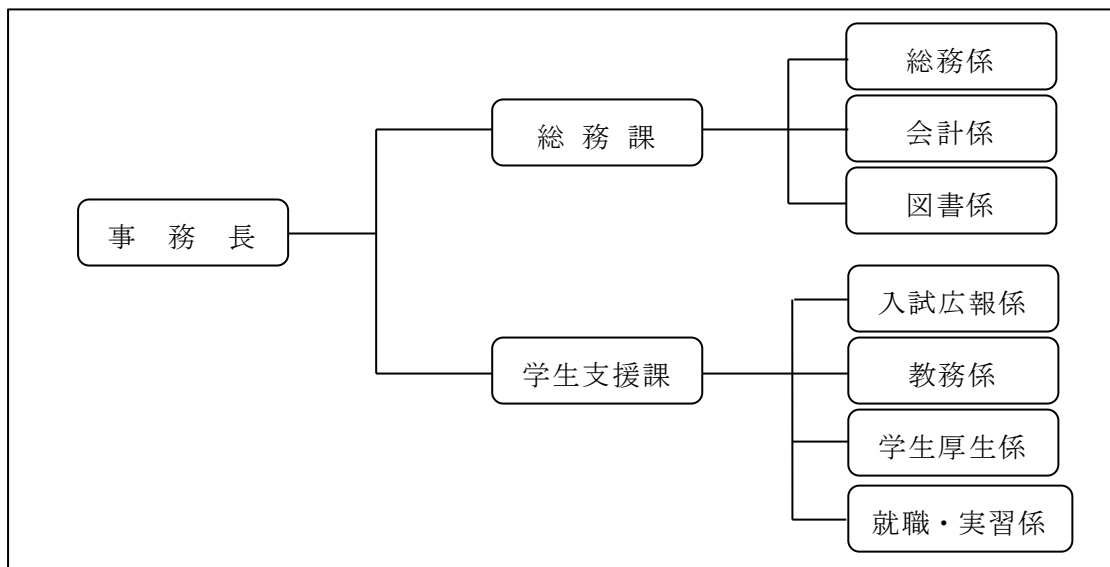 事　務　長
総 務 課
総務係
会計係
図書係
学生支援課
入試広報係
教務係
学生厚生係
就職・実習係